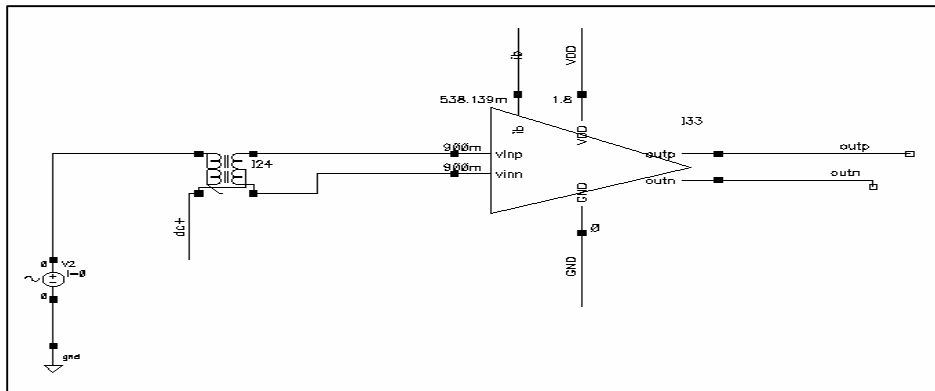 ib
VDD
538.139m
1.8
I33
ib
VDD
900m
vinp
outp
outp
I24
900m
vinn
outn
outn
GND
dc+
0
GND
0
V2
I=0
0
gnd